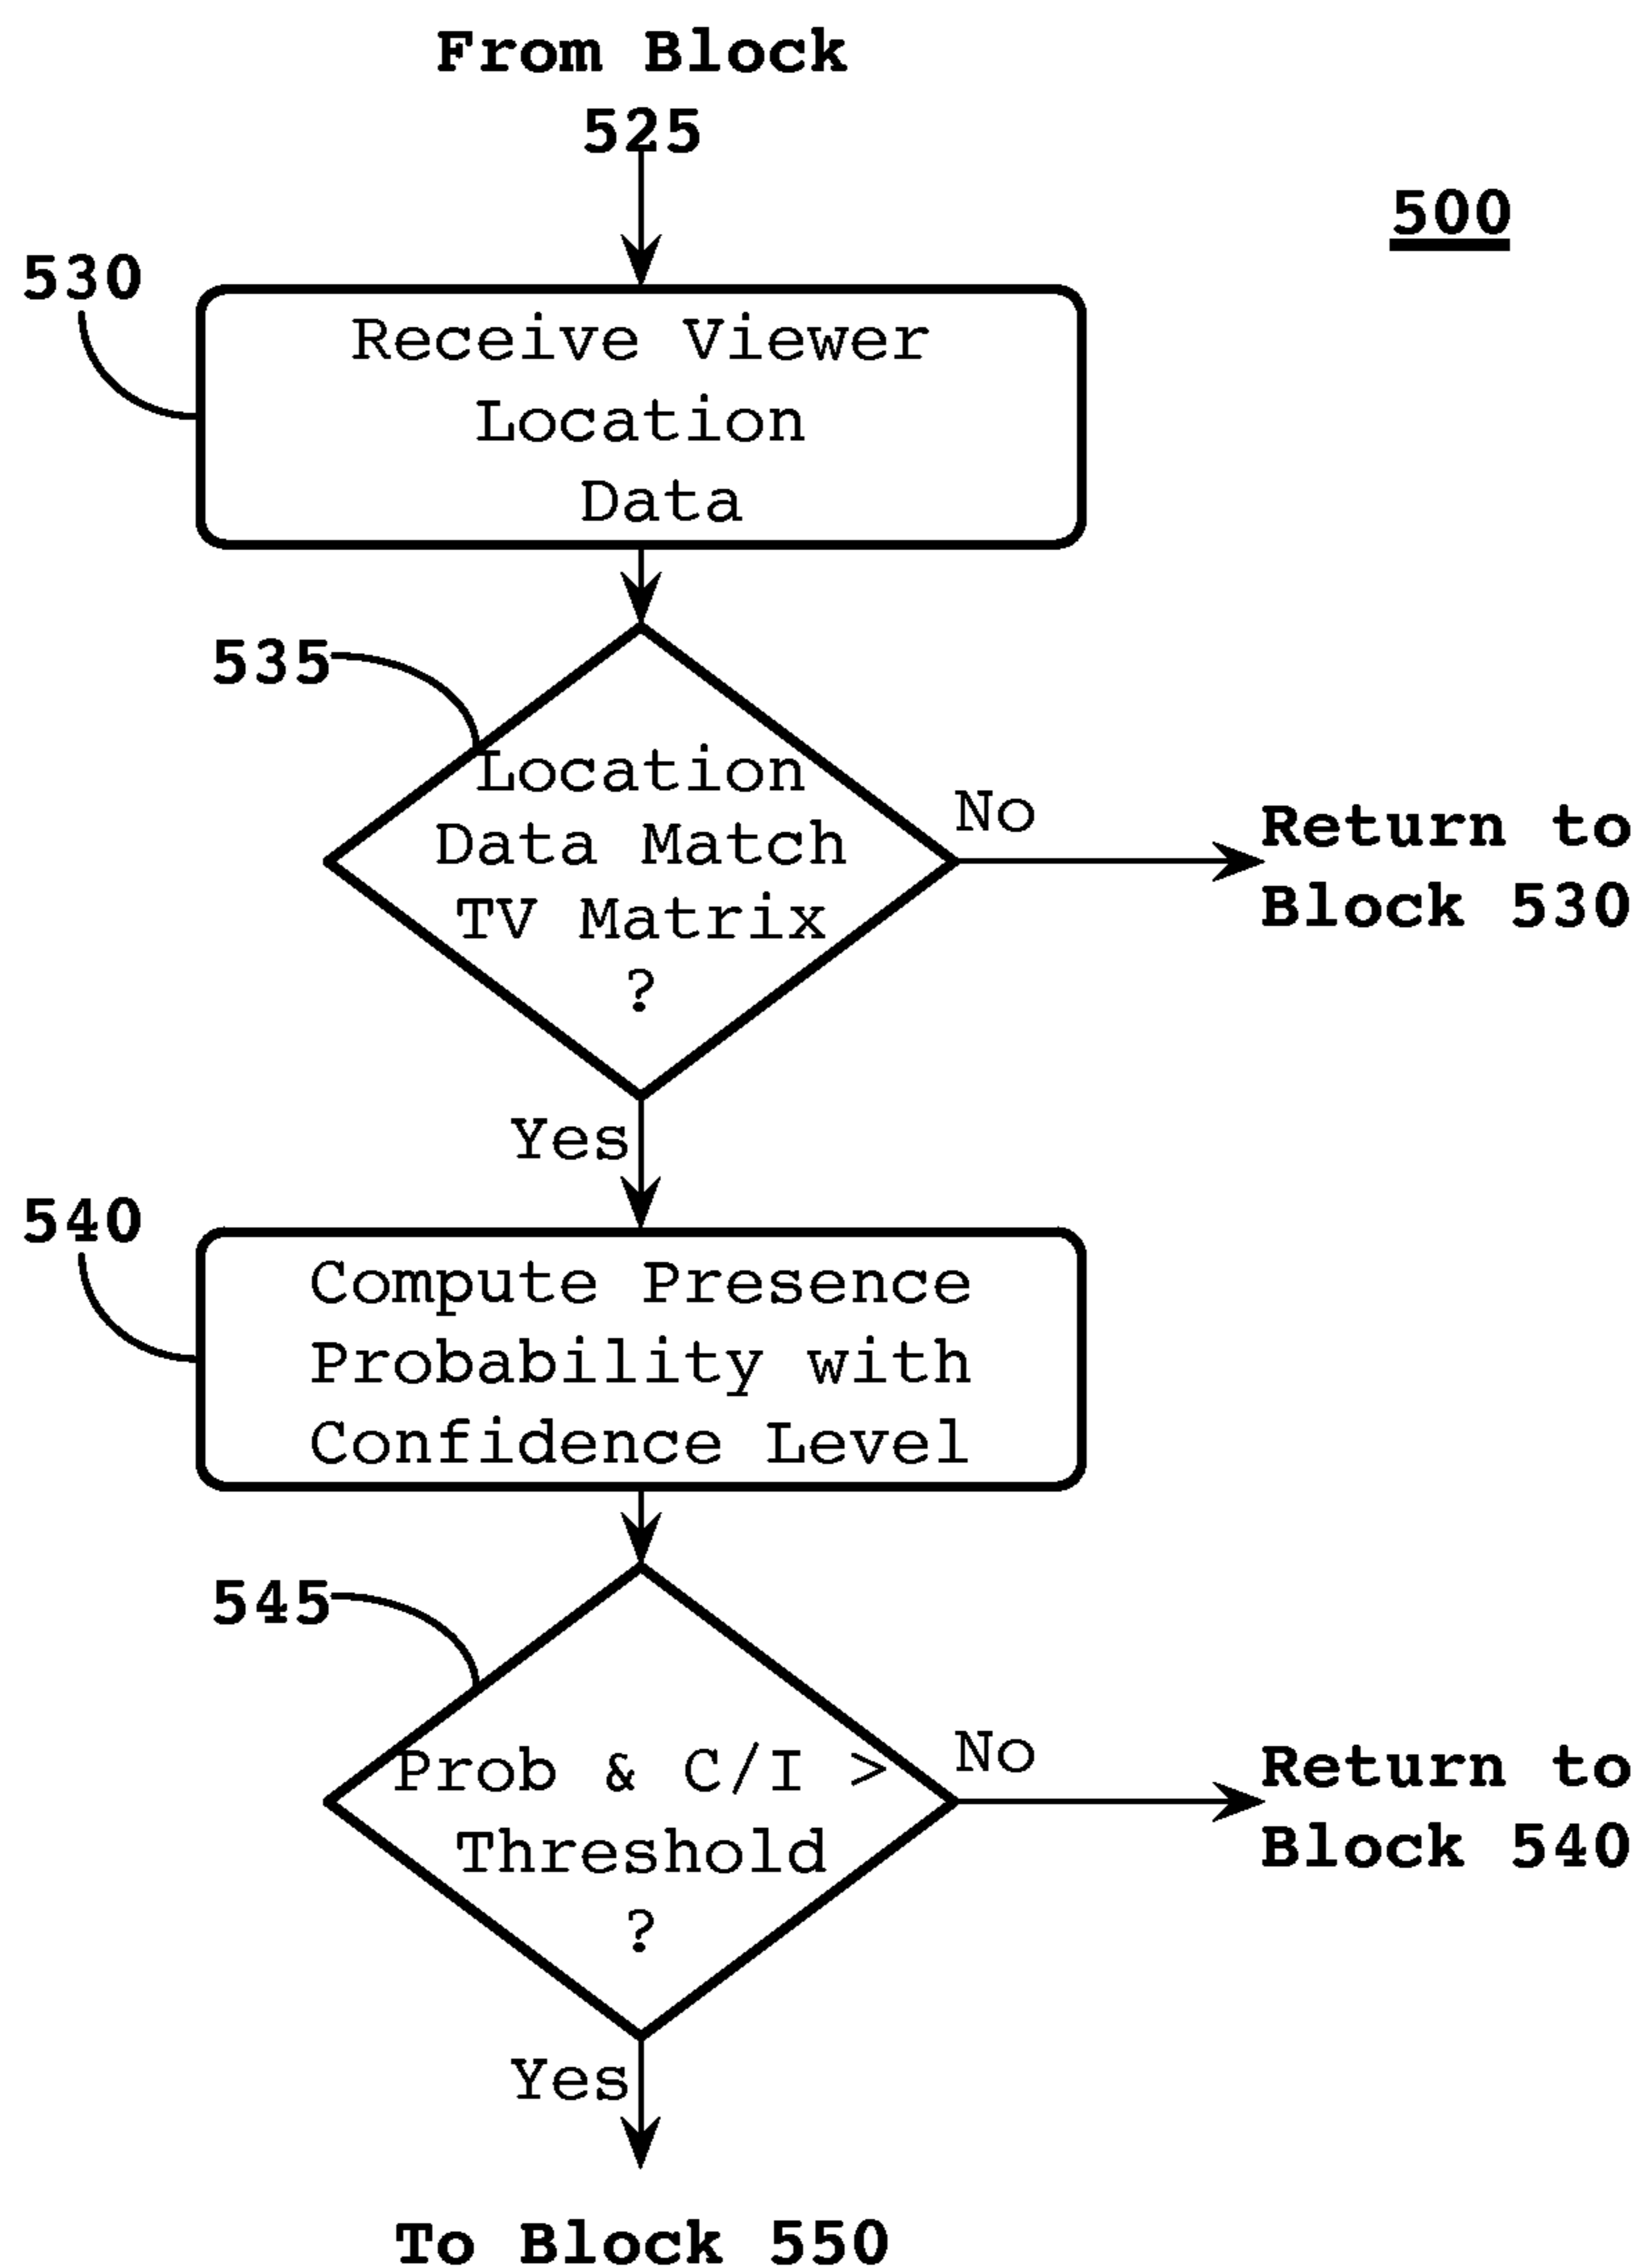 From Block
525
500
530
Receive Viewer
Location
Data
535
Location
Data Match
TV Matrix
?
No
Return to
Block 530
Yes
540
Compute Presence
Probability with
Confidence Level
545
Prob & C/I >
Threshold
?
No
Return to
Block 540
Yes
To Block 550